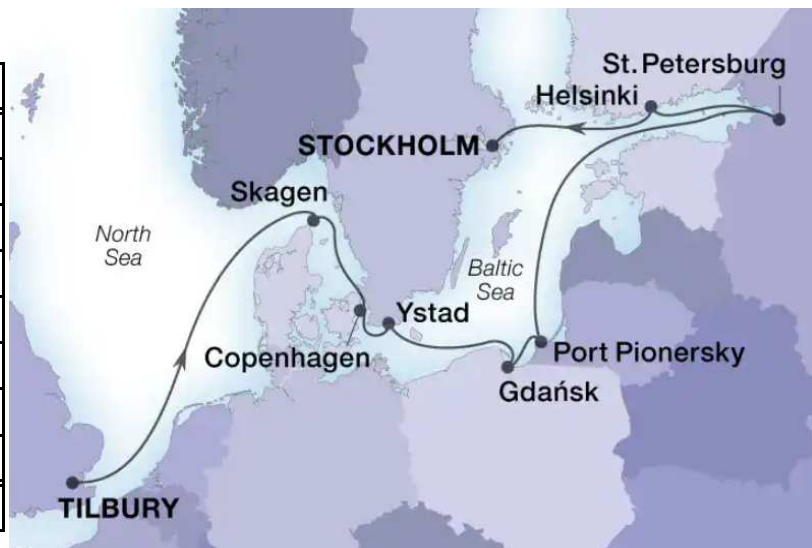 St. Petersburg
Helsinki
STOCKHOLM
Skagen
North
Sea
Baltic
Sea
Ystad
Copenhagen
Port Pionersky
Gdańsk
TILBURY